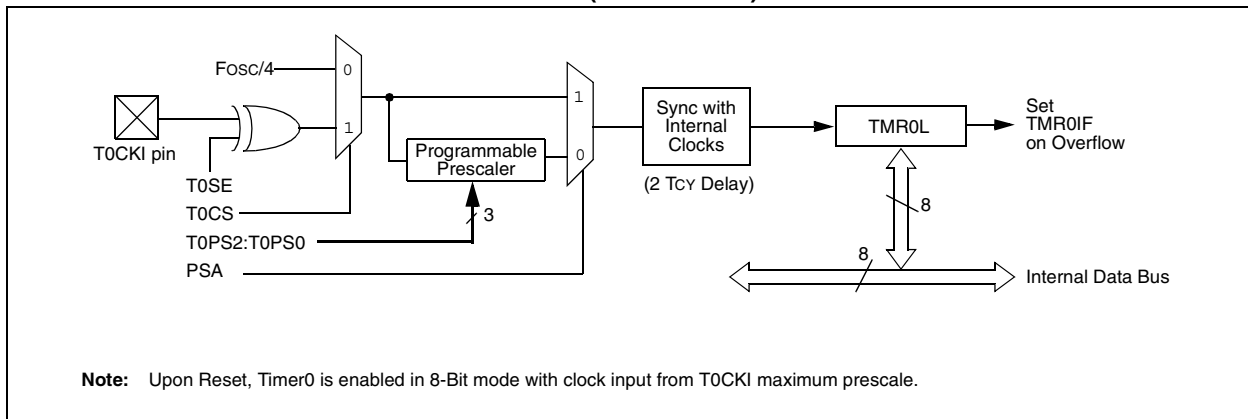 FOSC/4
0
1
T0CKI pin
T0SE
T0CS
T0PS2:T0PS0
PSA
Programmable
Prescaler
3
1
0
Sync with
Internal
Clocks
(2 TCY Delay)
TMR0L
Set
TMR0IF
on Overflow
8
8
Internal Data Bus
Note: Upon Reset, Timer0 is enabled in 8-Bit mode with clock input from T0CKI maximum prescale.